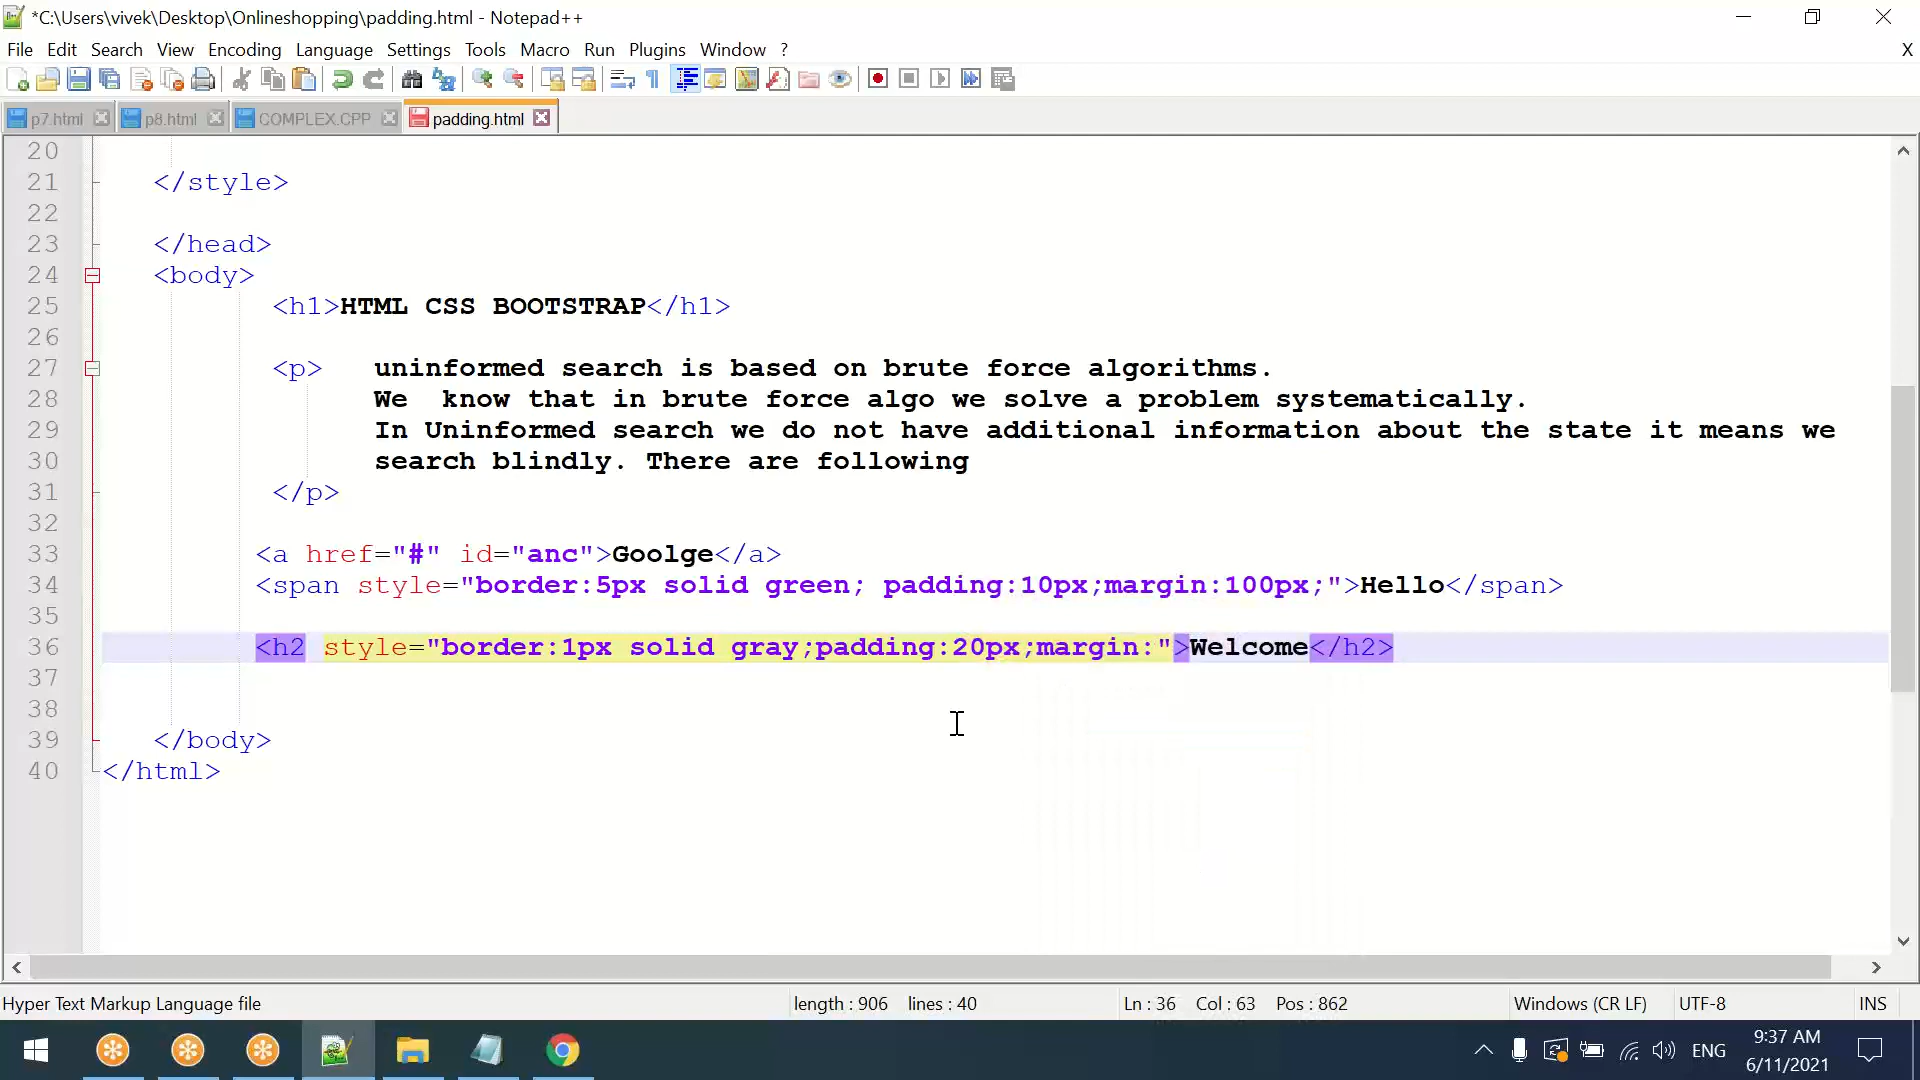 *C:\Users\vivek\Desktop\Onlineshopping\padding.html - Notepad++
File Edit Search View Encoding Language Settings Tools Macro Run Plugins Window ? X
p7.html p8.html COMPLEX.CPP padding.html
20
21 </style>
22
23 </head>
24 <body>
25 <h1>HTML CSS BOOTSTRAP</h1>
26
27 <p> uninformed search is based on brute force algorithms.
28 We know that in brute force algo we solve a problem systematically.
29 In Uninformed search we do not have additional information about the state it means we
30 search blindly. There are following
31 </p>
32
33 <a href="#" id="anc">Goolge</a>
34 <span style="border:5px solid green; padding:10px;margin:100px;">Hello</span>
35
36 <h2 style="border:1px solid gray;padding:20px;margin:">Welcome</h2>
37
38
39 </body>
40 </html>
Hyper Text Markup Language file length : 906 lines : 40 Ln : 36 Col : 63 Pos : 862 Windows (CR LF) UTF-8 INS
ENG 9:37 AM
6/11/2021